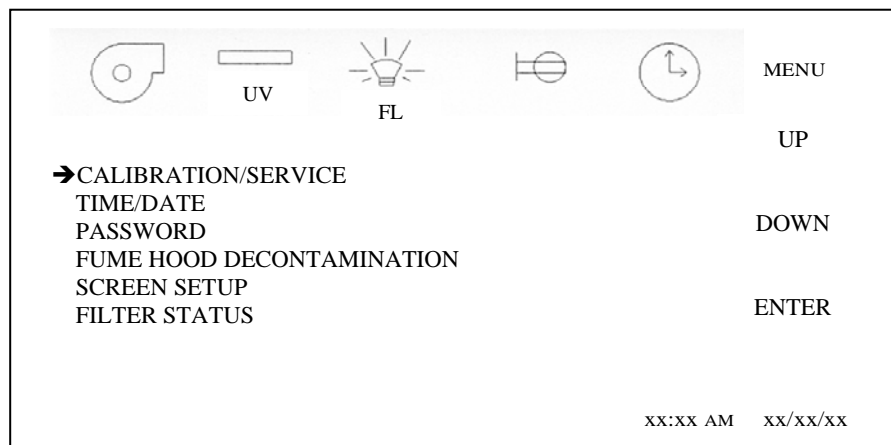 UV
FL
MENU
UP
➔CALIBRATION/SERVICE
TIME/DATE
PASSWORD
DOWN
FUME HOOD DECONTAMINATION
SCREEN SETUP
FILTER STATUS
ENTER
xx:xx AM xx/xx/xx